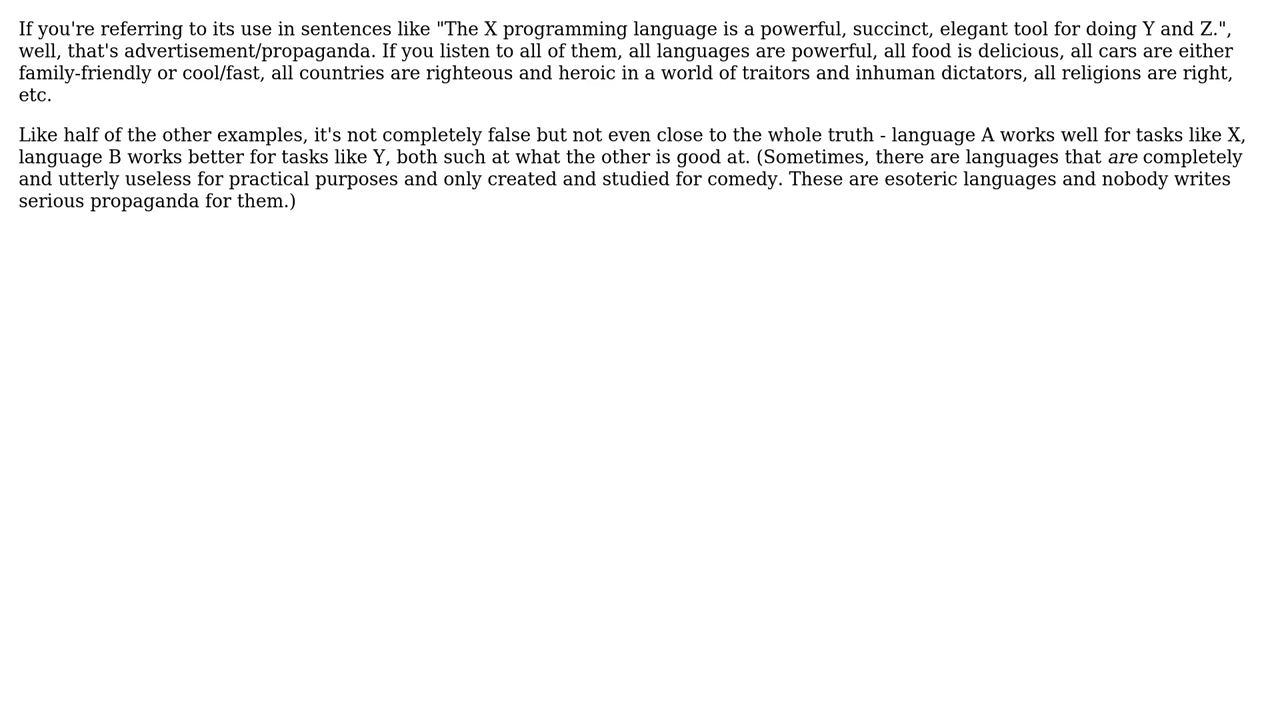 If you're referring to its use in sentences like "The X programming language is a powerful, succinct, elegant tool for doing Y and Z.",
well, that's advertisement/propaganda. If you listen to all of them, all languages are powerful, all food is delicious, all cars are either
family-friendly or cool/fast, all countries are righteous and heroic in a world of traitors and inhuman dictators, all religions are right,
etc.
Like half of the other examples, it's not completely false but not even close to the whole truth - language A works well for tasks like X,
language B works better for tasks like Y, both such at what the other is good at. (Sometimes, there are languages that are completely
and utterly useless for practical purposes and only created and studied for comedy. These are esoteric languages and nobody writes
serious propaganda for them.)